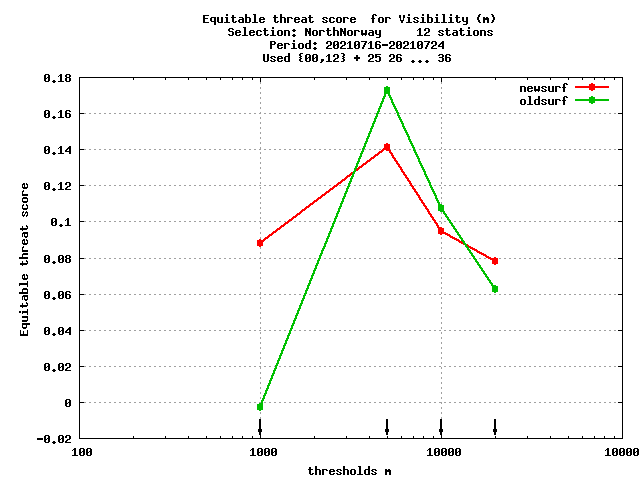 Equitable threat score  for Visibility (m)
Selection: NorthNorway     12 stations
Period: 20210716-20210724
Used {00,12} + 25 26 ... 36
newsurf
oldsurf
Equitable threat score
0.18
0.16
0.14
0.12
0.1
0.08
0.06
0.04
0.02
0
-0.02
100
1000
10000
10000
thresholds m